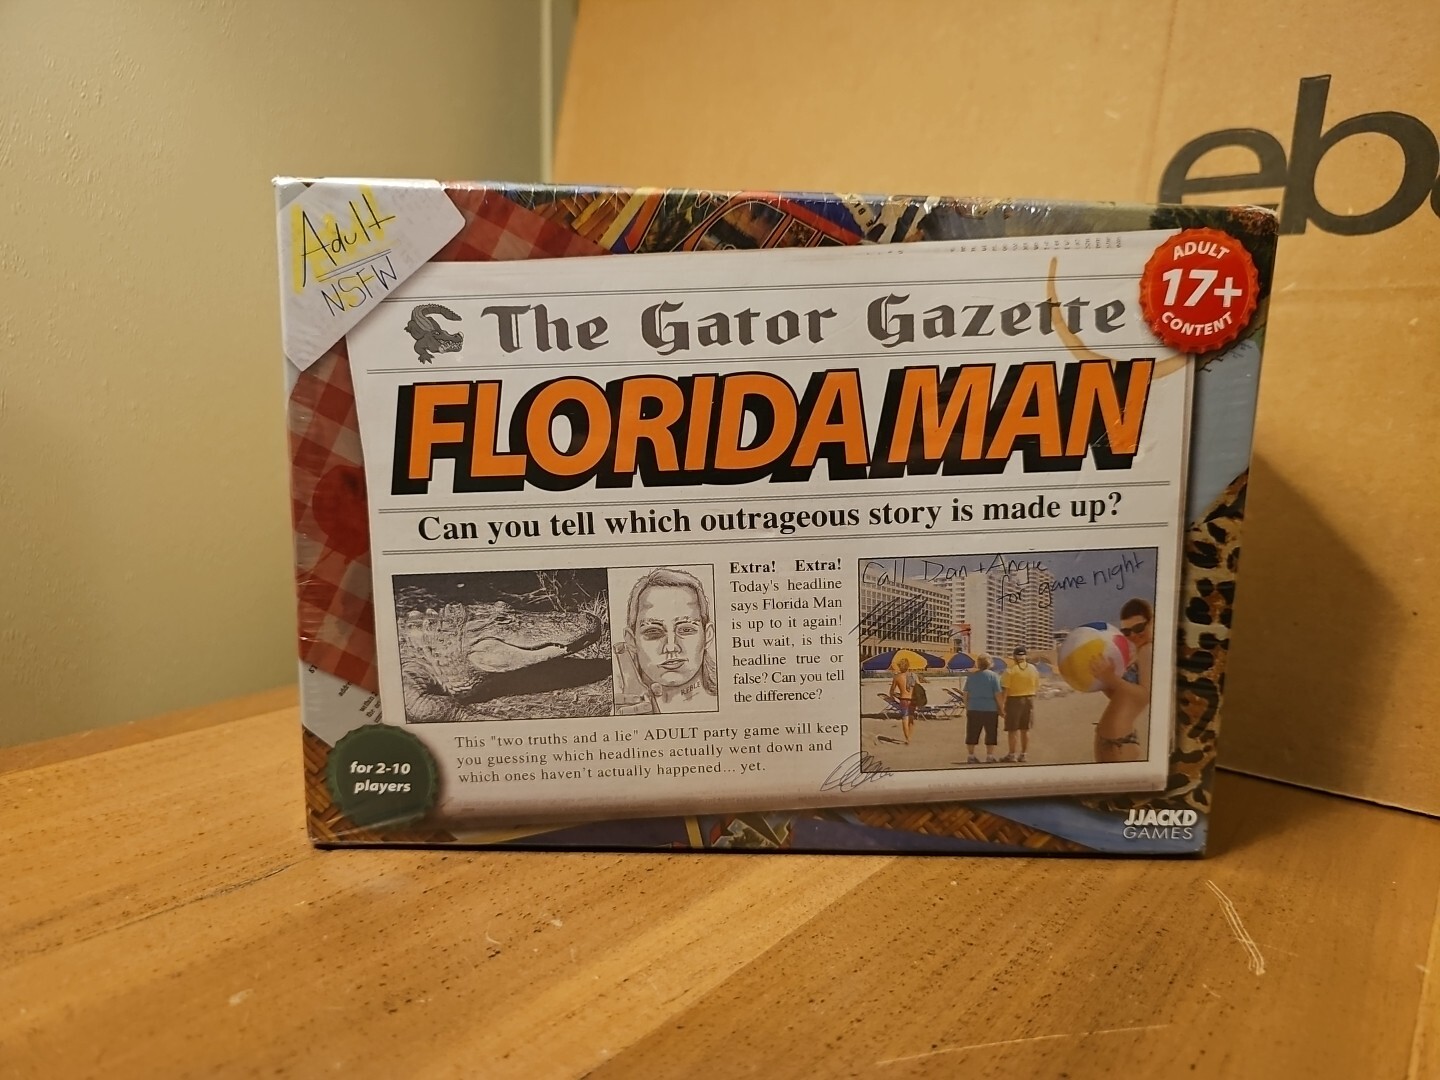 eb
Adult
NSFW
ADULT
17+
CONTENT
The Gator Gazette
FLORIDA MAN
Can you tell which outrageous story is made up?
Extra! Extra!
Today's headline
says Florida Man
is up to it again!
But wait, is this
headline true or
false? Can you tell
the difference?
Call Dan + Angie
for game night
This "two truths and a lie" ADULT party game will keep
you guessing which headlines actually went down and
which ones haven't actually happened... yet.
for 2-10
players
JJACKD
GAMES